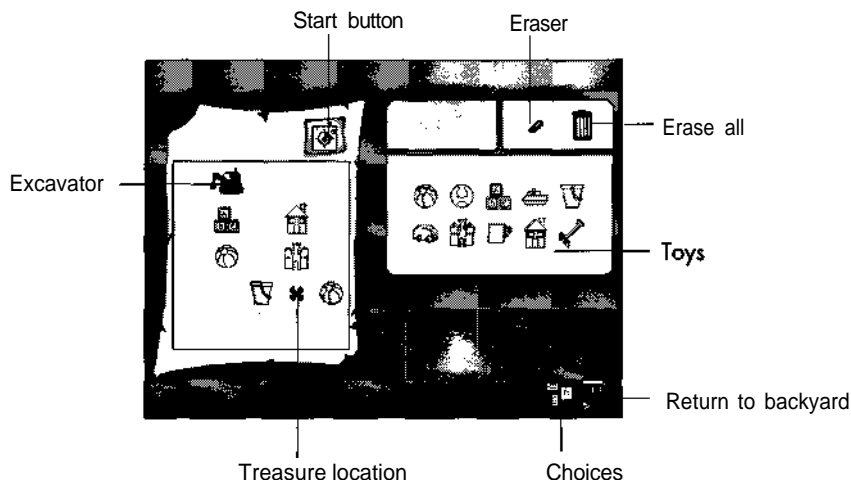 Start button
Eraser
Erase all
Excavator
Toys
Return to backyard
Treasure location
Choices